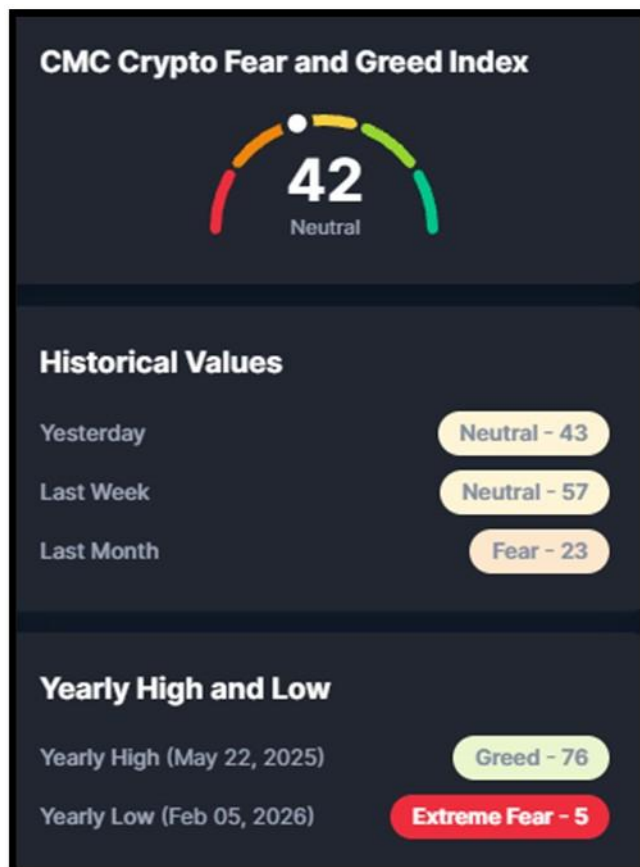 CMC Crypto Fear and Greed Index
42
Neutral
Historical Values
Yesterday Neutral - 43
Last Week Neutral - 57
Last Month Fear - 23
Yearly High and Low
Yearly High (May 22, 2025) Greed - 76
Yearly Low (Feb 05, 2026) Extreme Fear - 5